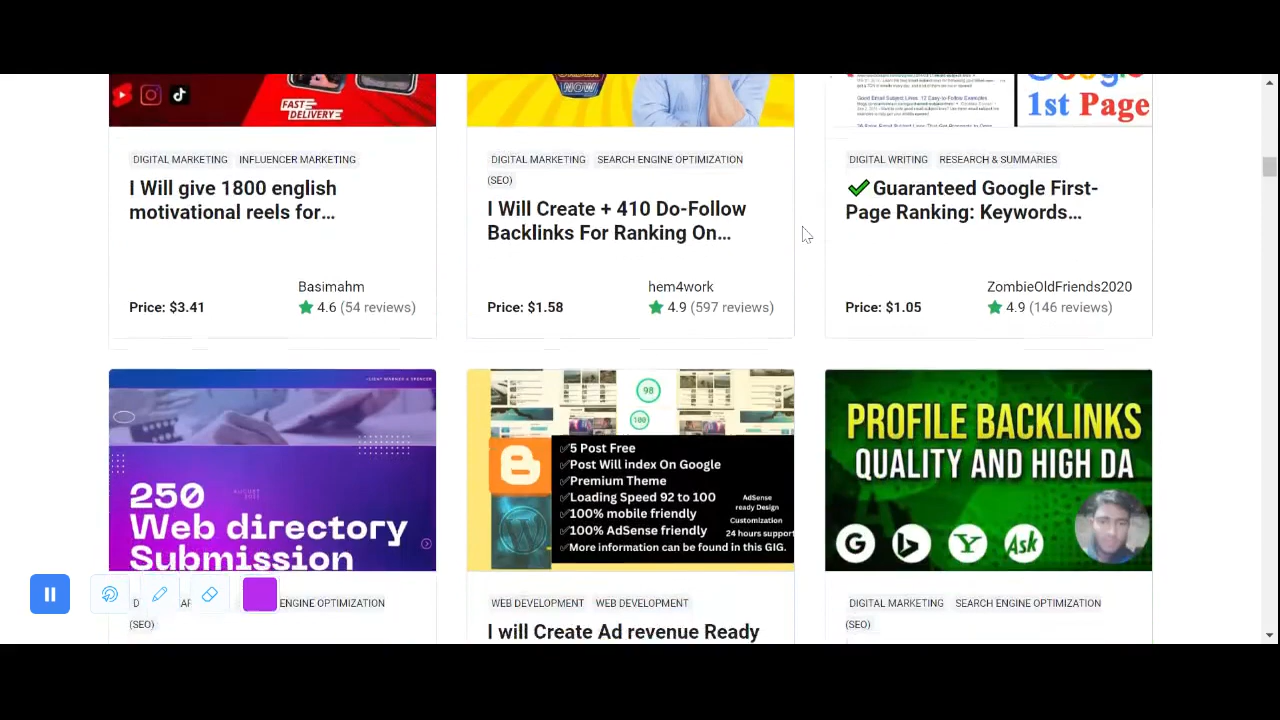 FAST
DELIVERY
NOW
1st Page
DIGITAL MARKETING INFLUENCER MARKETING
I Will give 1800 english
motivational reels for…
Price: $3.41
Basimahm
4.6 (54 reviews)
DIGITAL MARKETING SEARCH ENGINE OPTIMIZATION
(SEO)
I Will Create + 410 Do-Follow
Backlinks For Ranking On…
Price: $1.58
hem4work
4.9 (597 reviews)
DIGITAL WRITING RESEARCH & SUMMARIES
✔Guaranteed Google First-
Page Ranking: Keywords…
Price: $1.05
ZombieOldFriends2020
4.9 (146 reviews)
250
Web directory
Submission
ENGINE OPTIMIZATION
(SEO)
98
100
✅5 Post Free
✅Post Will index On Google
✅Premium Theme
✅Loading Speed 92 to 100
✅100% mobile friendly
✅100% AdSense friendly
✅More information can be found in this GIG.
AdSense
ready Design
Customization
24 hours support
WEB DEVELOPMENT WEB DEVELOPMENT
I will Create Ad revenue Ready
PROFILE BACKLINKS
QUALITY AND HIGH DA
G
Y
Ask
DIGITAL MARKETING SEARCH ENGINE OPTIMIZATION
(SEO)